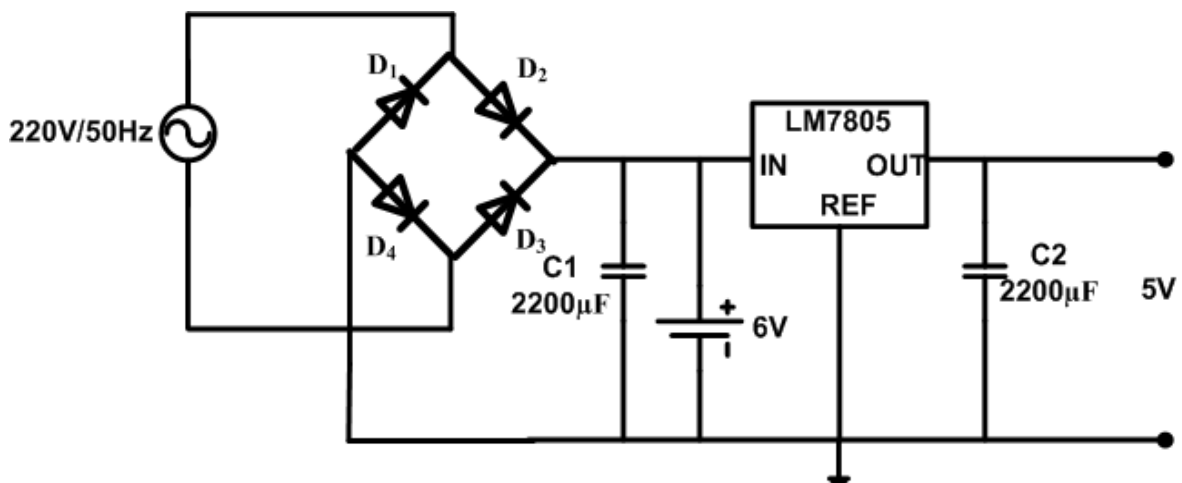 D₁
D₂
220V/50Hz
LM7805
IN
OUT
REF
D₄
D₃
C1
2200µF
+
6V
-
C2
2200µF
5V